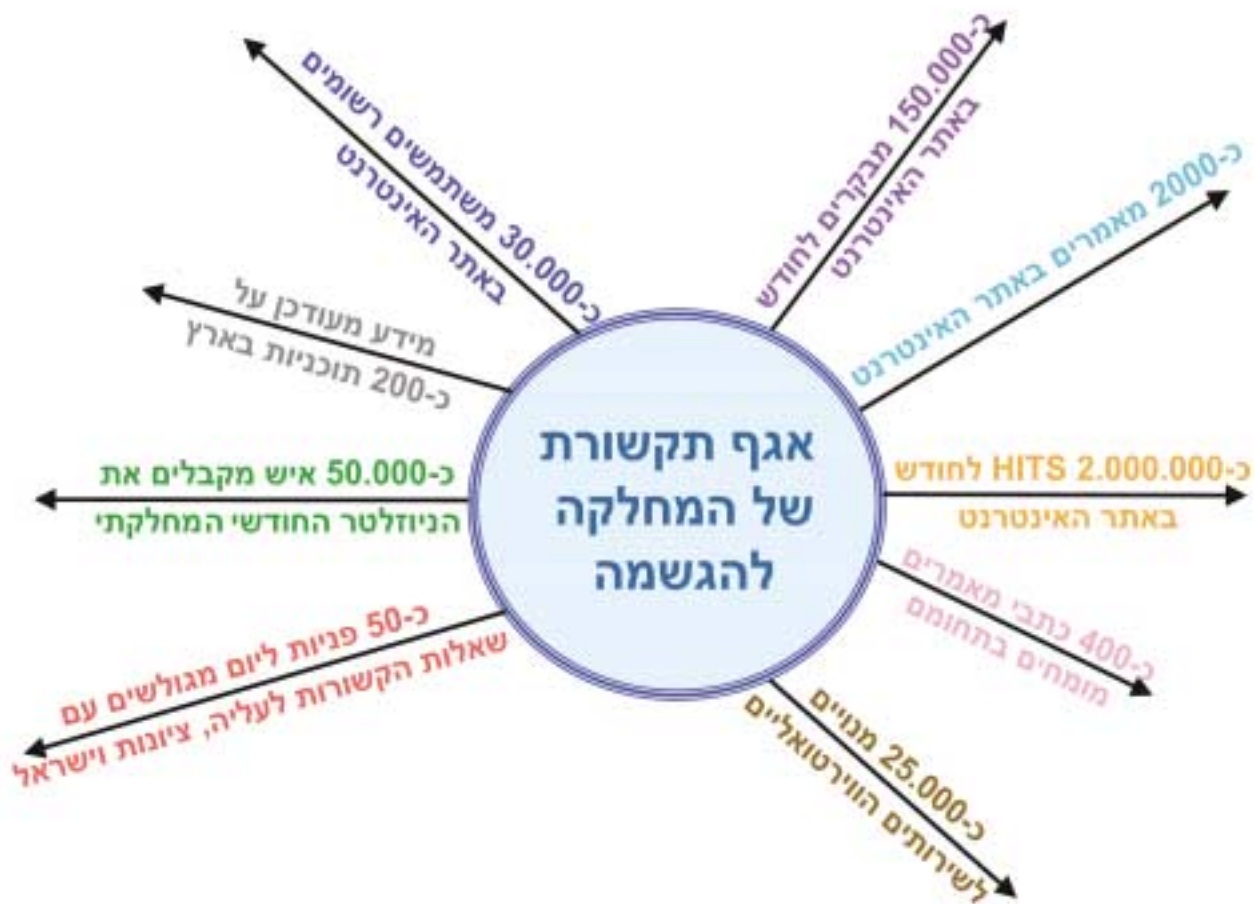 אגף תקשורת
של המחלקה
להגשמה
כ-150.000 מבקרים לחודש
באתר האינטרנט
כ-2000 מאמרים באתר האינטרנט
כ-2.000.000 HITS לחודש
באתר האינטרנט
כ-400 כתבי מאמרים
מומחים בתחומם
כ-25.000 מנויים
לשירותים הווירטואליים
כ-50 פניות ליום מגולשים עם
שאלות הקשורות לעליה, ציונות וישראל
כ-50.000 איש מקבלים את
הניוזלטר החודשי המחלקתי
מידע מעודכן על
כ-200 תוכניות בארץ
כ-30.000 משתמשים רשומים
באתר האינטרנט